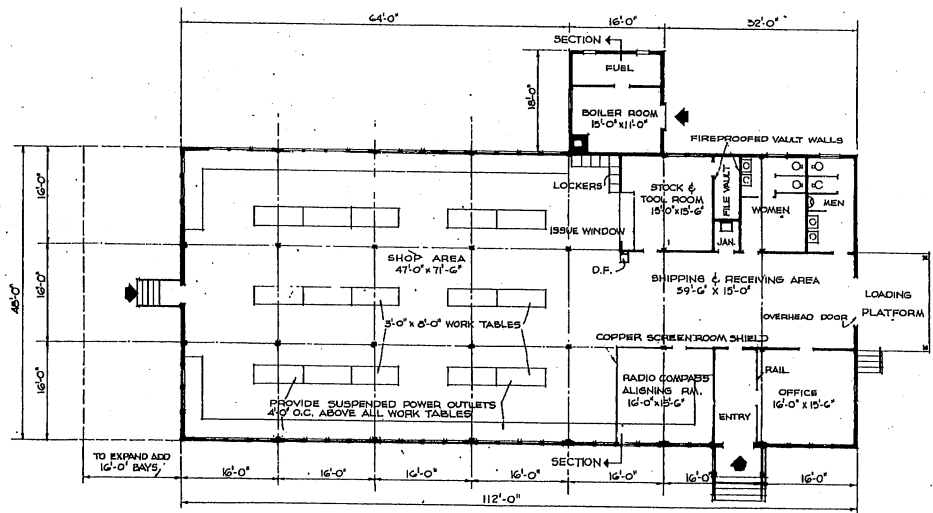 64'-0"
16'-0"
32'-0"
SECTION
FUEL
18'-0"
BOILER ROOM
15'-0" X 11'-0"
FIREPROOFED VAULT WALLS
LOCKERS
STOCK &
TOOL ROOM
15'-0" X 15'-6"
FILE VAULT
WOMEN
MEN
ISSUE WINDOW
JAN.
D.F.
16'-0"
16'-0"
16'-0"
48'-0"
SHOP AREA
47'-0" X 71'-6"
SHIPPING & RECEIVING AREA
39'-6" X 15'-0"
LOADING
PLATFORM
OVERHEAD DOOR
3'-0" X 8'-0" WORK TABLES
COPPER SCREEN ROOM SHIELD
RAIL
RADIO COMPASS
ALIGNING RM.
16'-0" X 15'-6"
OFFICE
16'-0" X 15'-6"
ENTRY
PROVIDE SUSPENDED POWER OUTLETS
4'-0" O.C. ABOVE ALL WORK TABLES
SECTION
TO EXPAND ADD
16'-0" BAYS
16'-0"
16'-0"
16'-0"
16'-0"
16'-0"
16'-0"
16'-0"
112'-0"